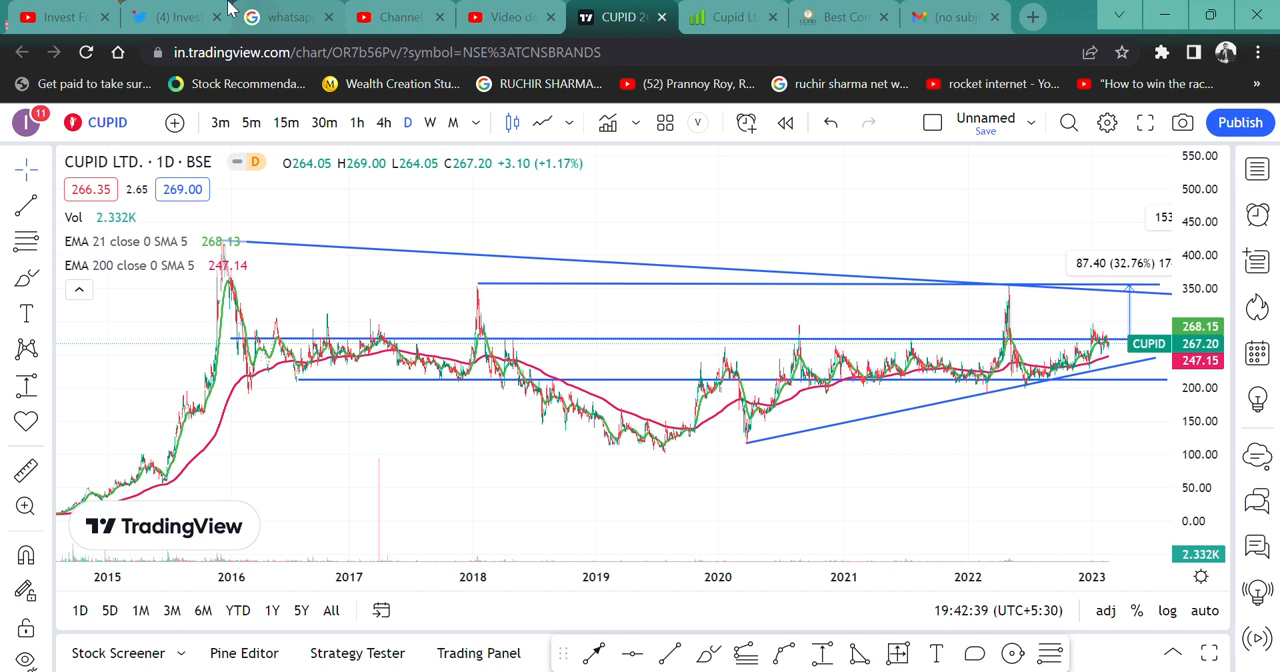 Invest Fo
(4) Invest
whatsapp
Channel
Video de
CUPID 2
Cupid Lt
Best Con
(no subj
in.tradingview.com/chart/OR7b56Pv/?symbol=NSE%3ATCNSBRANDS
Get paid to take sur...
Stock Recommenda...
Wealth Creation Stu...
RUCHIR SHARMA...
(52) Prannoy Roy, R...
ruchir sharma net w...
rocket internet - Yo...
"How to win the rac...
»
I 11 CUPID 3m 5m 15m 30m 1h 4h D W M V Unnamed Save Publish
CUPID LTD. · 1D · BSE D O264.05 H269.00 L264.05 C267.20 +3.10 (+1.17%)
266.35 2.65 269.00
Vol 2.332K
EMA 21 close 0 SMA 5 268.13
EMA 200 close 0 SMA 5 247.14
153
87.40 (32.76%) 17
550.00
500.00
450.00
400.00
350.00
268.15
CUPID 267.20
247.15
200.00
150.00
100.00
50.00
0.00
2.332K
TradingView
2015 2016 2017 2018 2019 2020 2021 2022 2023
1D 5D 1M 3M 6M YTD 1Y 5Y All 19:42:39 (UTC+5:30) adj % log auto
Stock Screener Pine Editor Strategy Tester Trading Panel